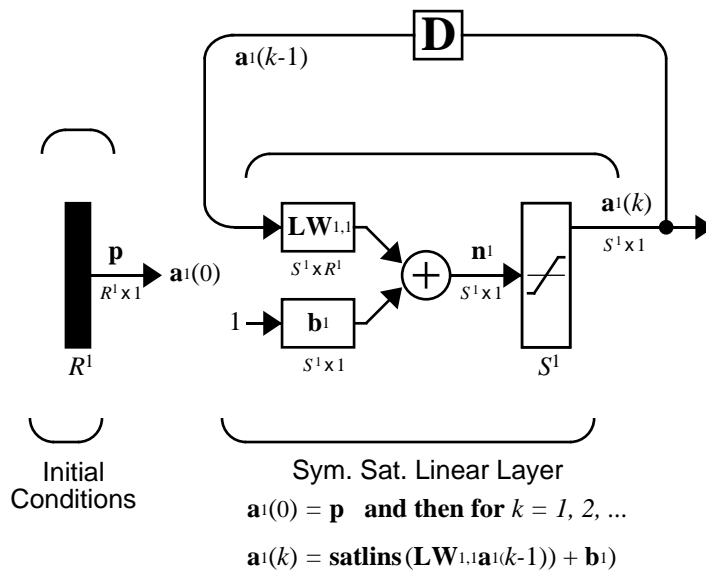 D
a1(k-1)
LW1,1
a1(k)
p
n1
S1 x R1
S1 x 1
S1 x 1
R1 x 1
a1(0)
1
b1
S1 x 1
R1
S1
Initial
Conditions
Sym. Sat. Linear Layer
a1(0) = p and then for k = 1, 2, ...
a1(k) = satlins (LW1,1a1(k-1)) + b1)